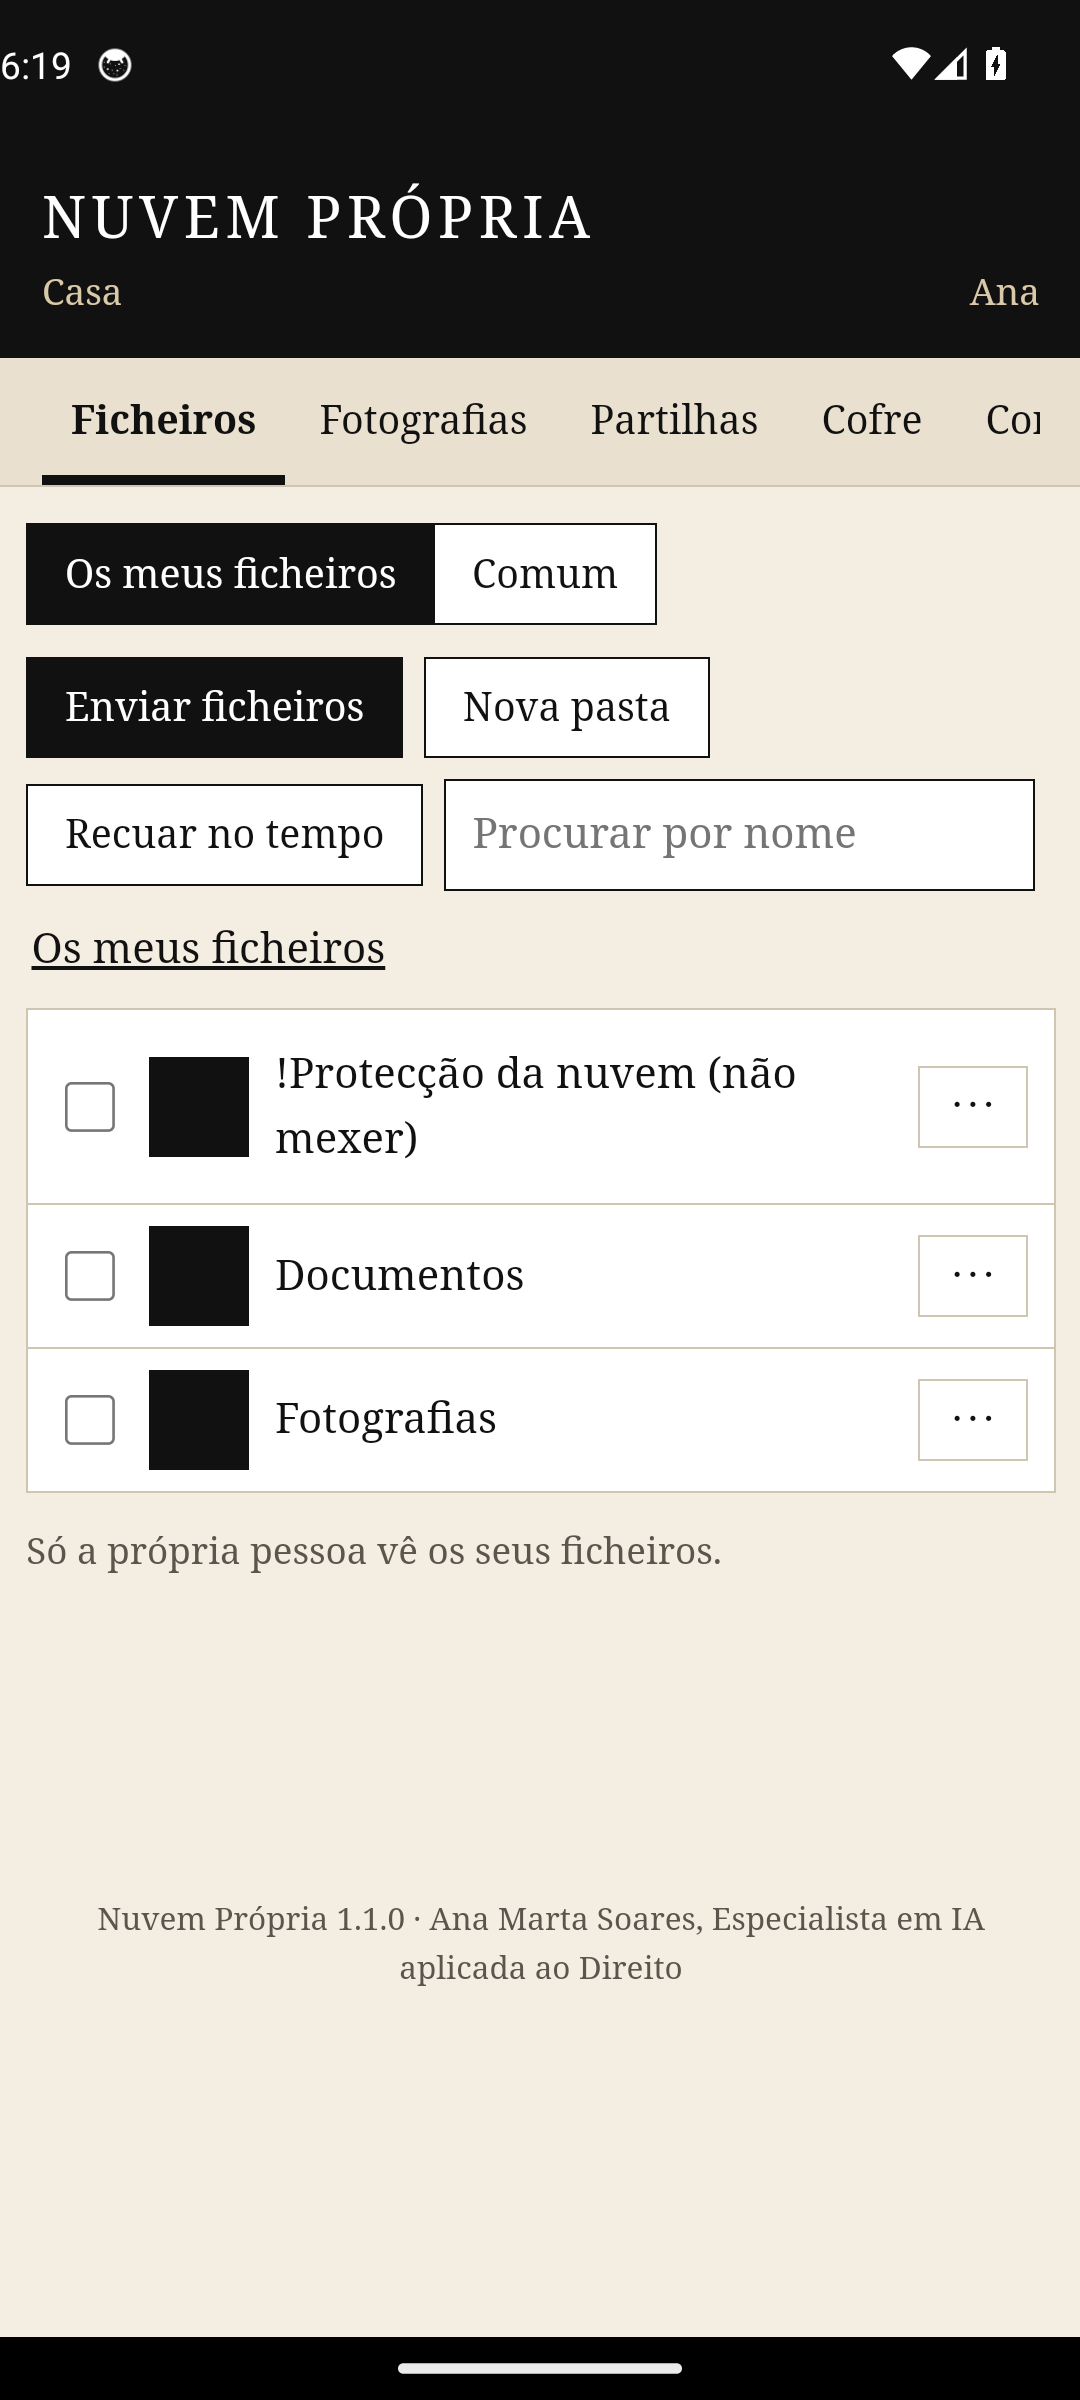 6:19
NUVEM PRÓPRIA
Casa
Ana
Ficheiros
Fotografias
Partilhas
Cofre
Os meus ficheiros
Comum
Enviar ficheiros
Nova pasta
Recuar no tempo
Procurar por nome
Os meus ficheiros
!Protecção da nuvem (não
mexer)
...
Documentos
...
Fotografias
...
Só a própria pessoa vê os seus ficheiros.
Nuvem Própria 1.1.0 · Ana Marta Soares, Especialista em IA
aplicada ao Direito